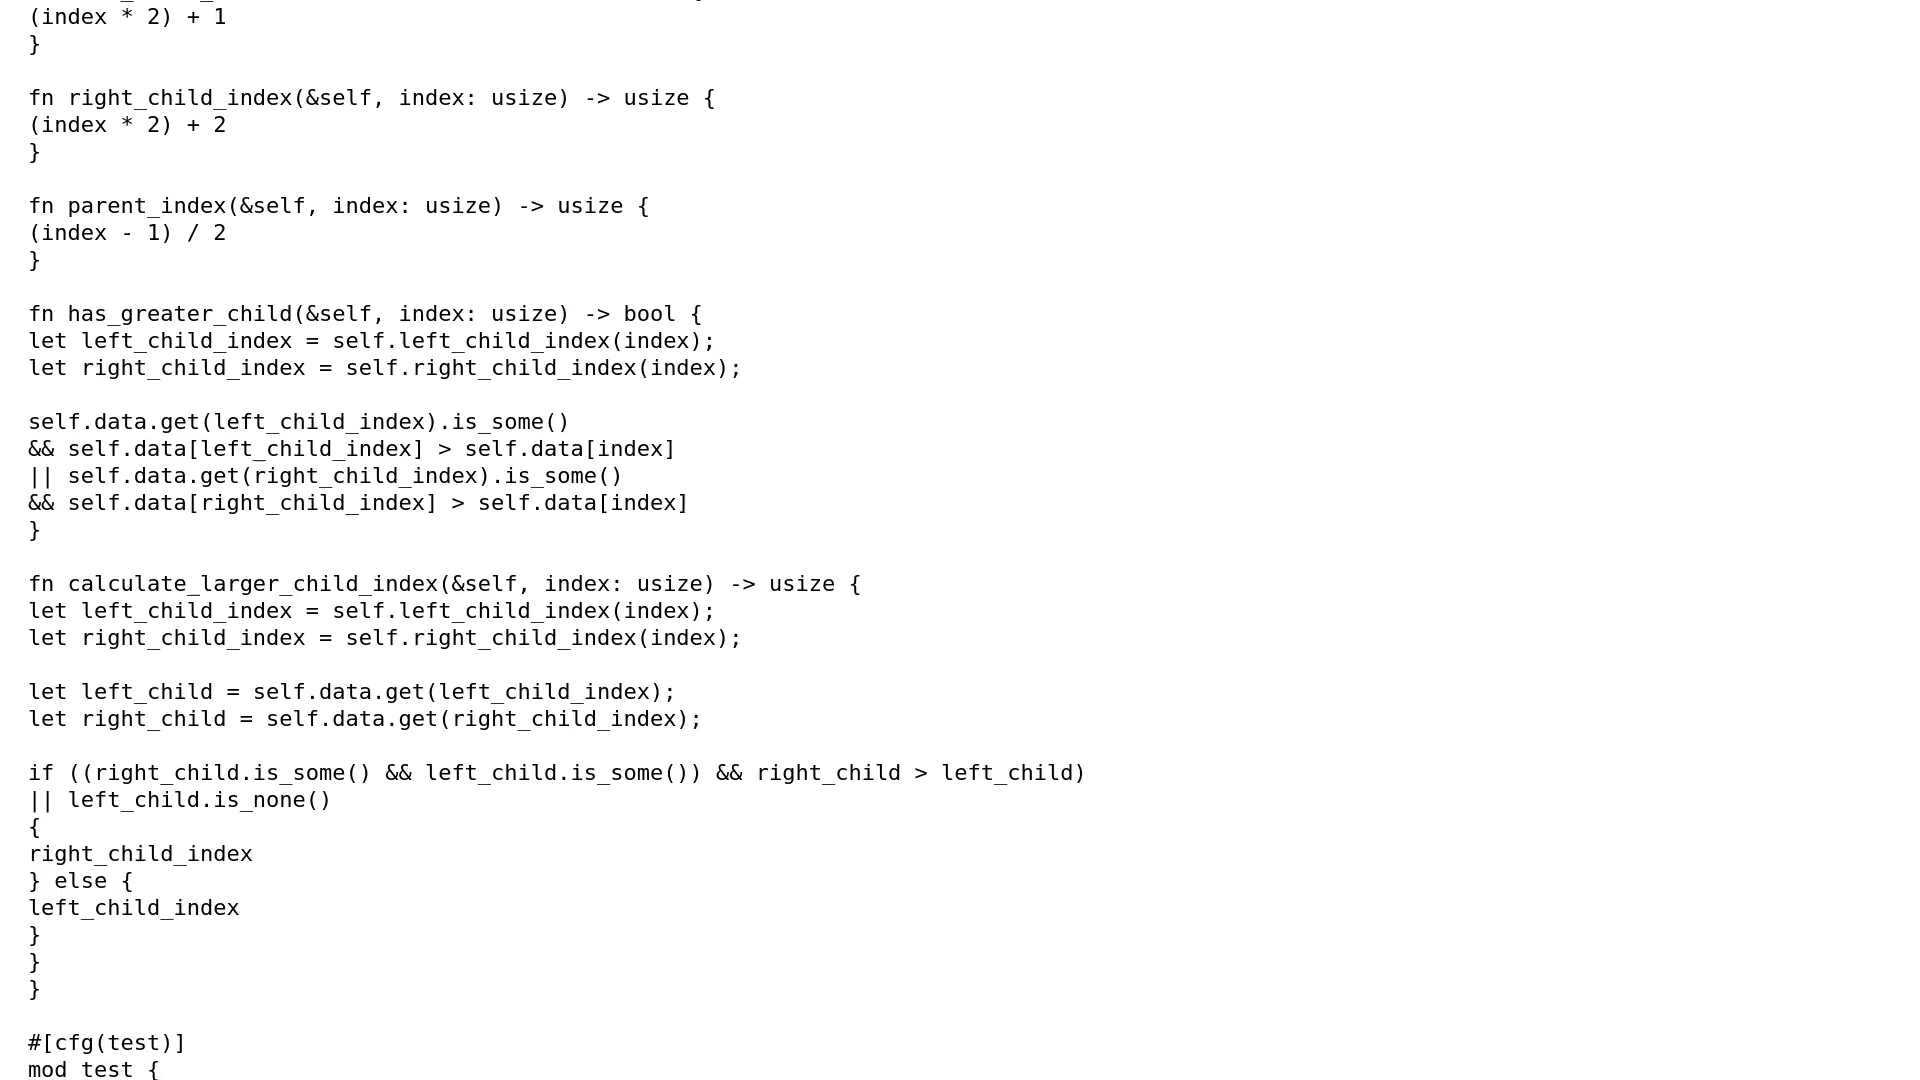 (index * 2) + 1
}

fn right_child_index(&self, index: usize) -> usize {
(index * 2) + 2
}

fn parent_index(&self, index: usize) -> usize {
(index - 1) / 2
}

fn has_greater_child(&self, index: usize) -> bool {
let left_child_index = self.left_child_index(index);
let right_child_index = self.right_child_index(index);

self.data.get(left_child_index).is_some()
&& self.data[left_child_index] > self.data[index]
|| self.data.get(right_child_index).is_some()
&& self.data[right_child_index] > self.data[index]
}

fn calculate_larger_child_index(&self, index: usize) -> usize {
let left_child_index = self.left_child_index(index);
let right_child_index = self.right_child_index(index);

let left_child = self.data.get(left_child_index);
let right_child = self.data.get(right_child_index);

if ((right_child.is_some() && left_child.is_some()) && right_child > left_child)
|| left_child.is_none()
{
right_child_index
} else {
left_child_index
}
}
}

#[cfg(test)]
mod test {